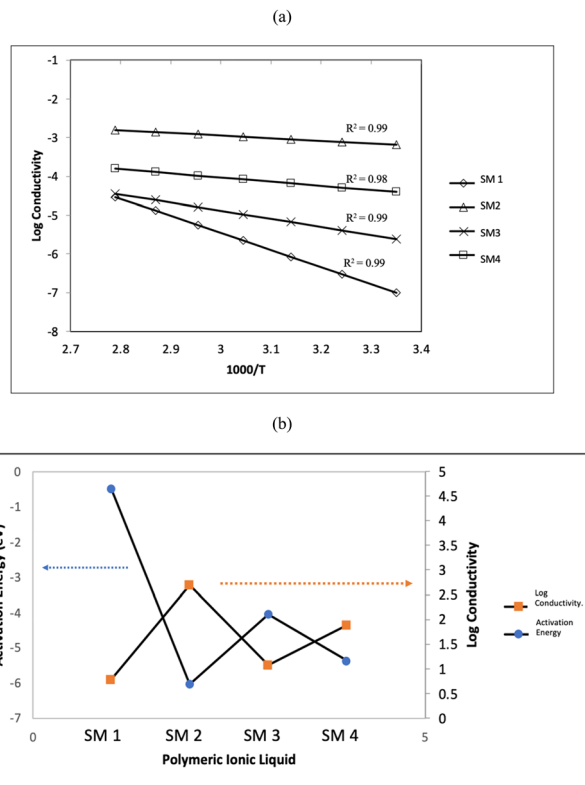 (a)
-1
-2
-3
-4
-5
-6
-7
-8
Log Conductivity
R² = 0.99
R² = 0.98
R² = 0.99
R² = 0.99
SM 1
SM2
SM3
SM4
2.7 2.8 2.9 3 3.1 3.2 3.3 3.4
1000/T
(b)
0
-1
-2
-3
-4
-5
-6
-7
5
4.5
4
3.5
3
2.5
2
1.5
1
0.5
0
Log Conductivity
Log
Conductivity.
Activation
Energy
0 SM 1 SM 2 SM 3 SM 4 5
Polymeric Ionic Liquid